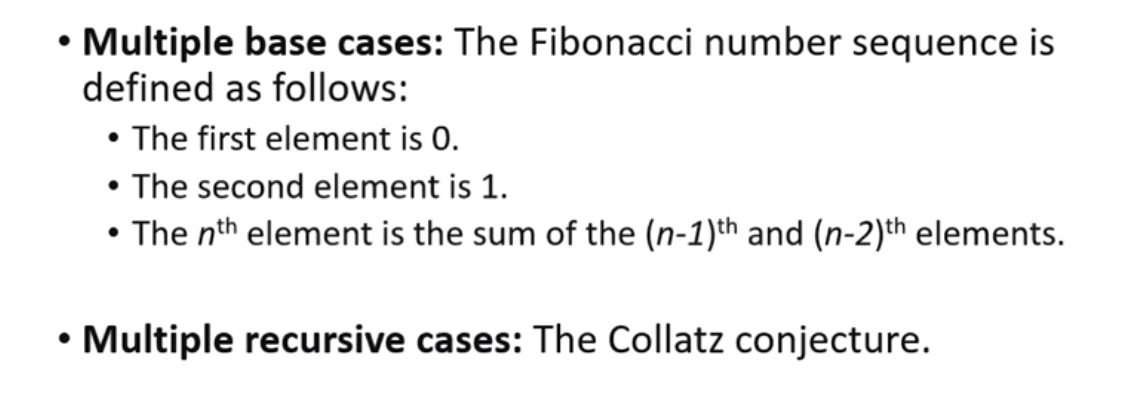 • Multiple base cases: The Fibonacci number sequence is
defined as follows:
• The first element is 0.
• The second element is 1.
• The nth element is the sum of the (n-1)th and (n-2)th elements.
• Multiple recursive cases: The Collatz conjecture.